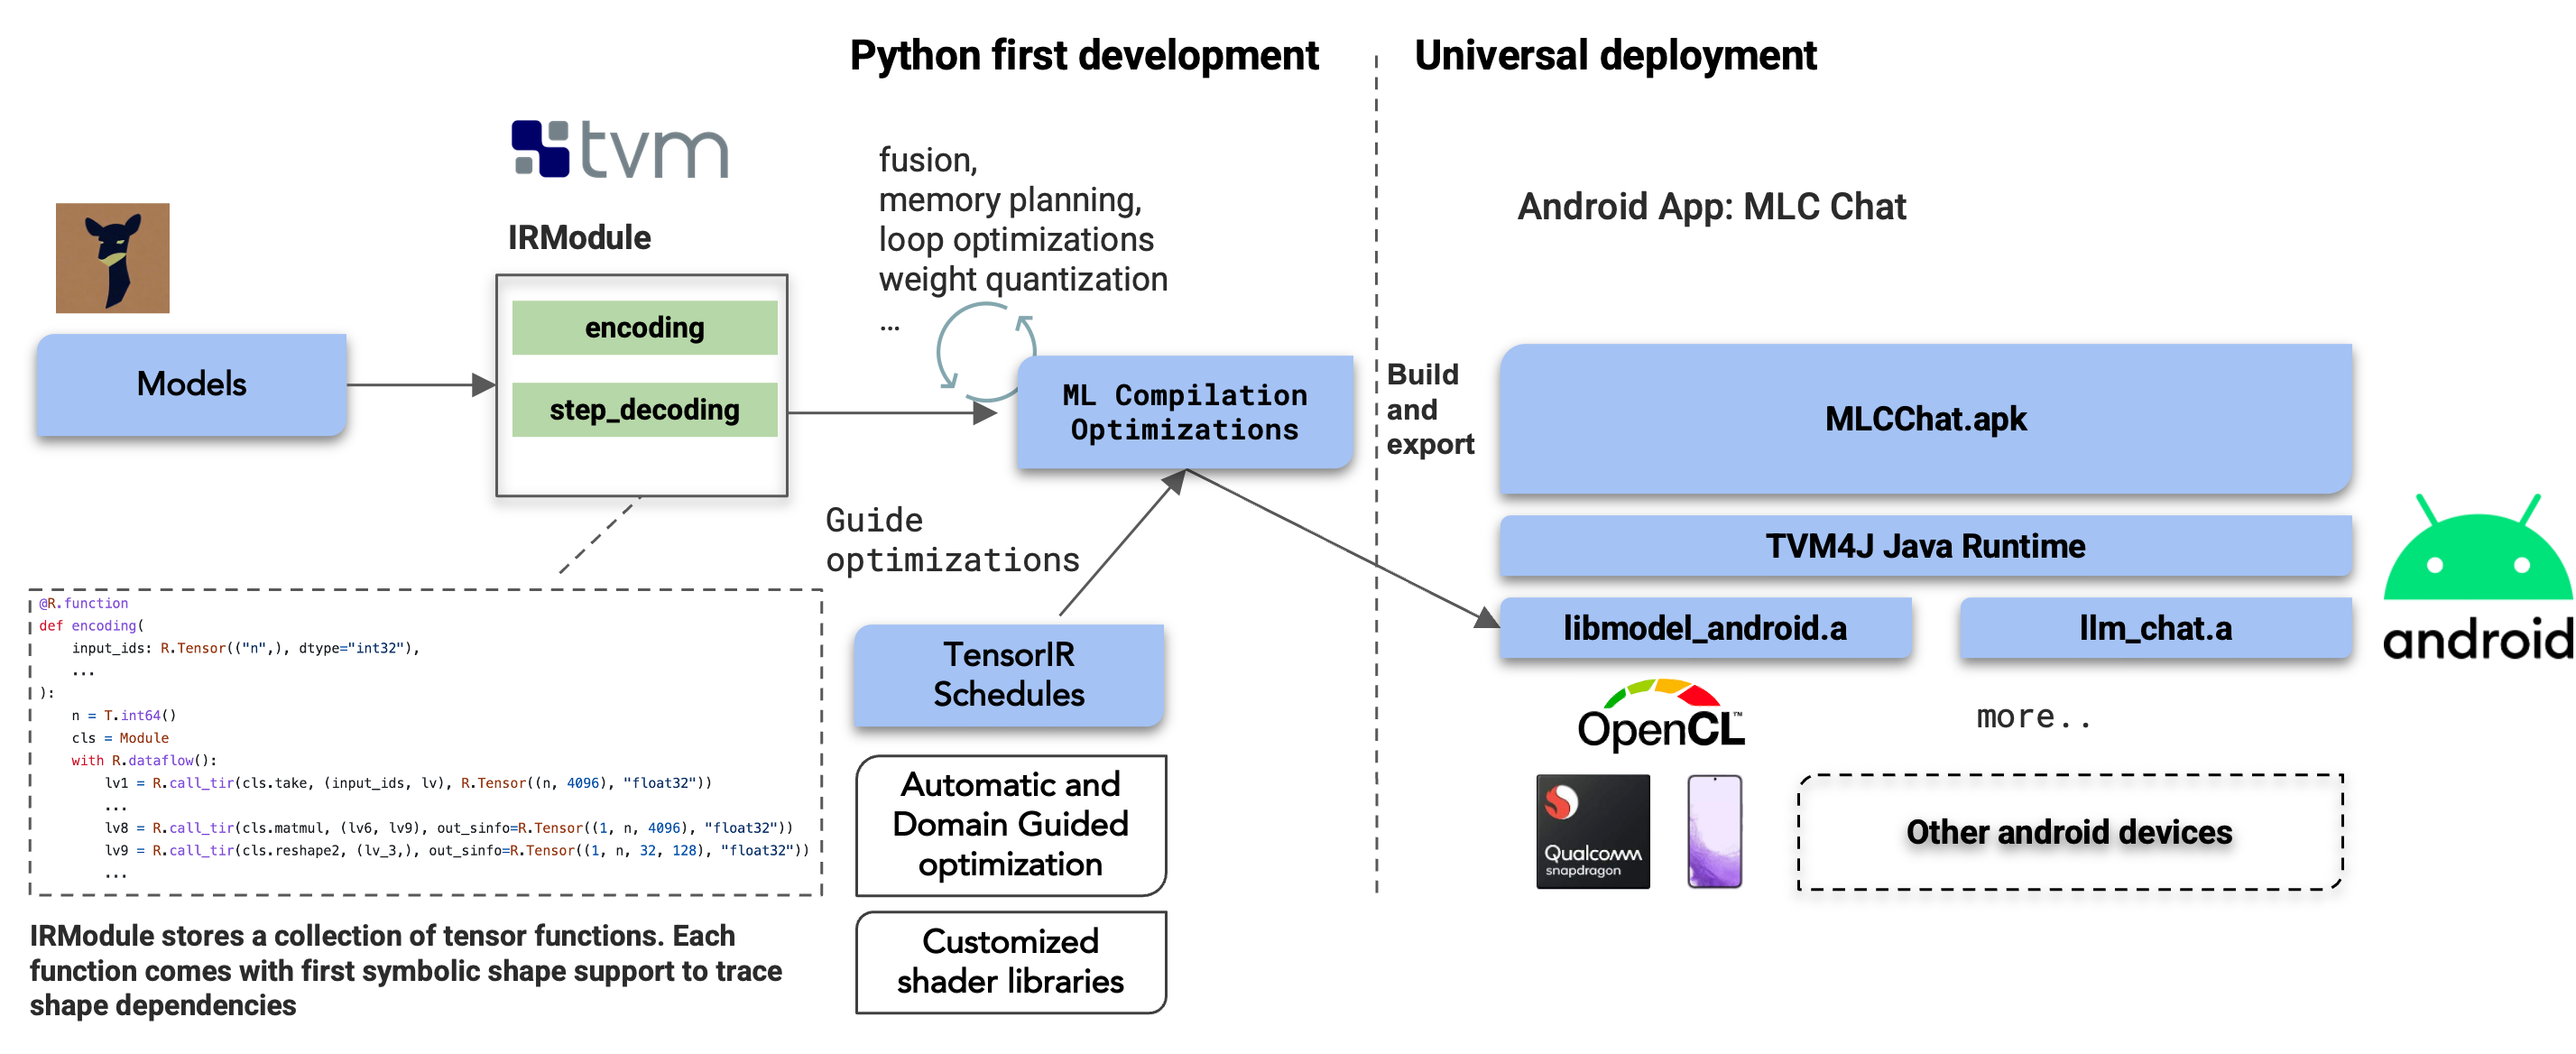 Python first development
Universal deployment
tvm
IRModule
encoding
step_decoding
Models
fusion,
memory planning,
loop optimizations
weight quantization
...
ML Compilation
Optimizations
Guide
optimizations
TensorIR
Schedules
Automatic and
Domain Guided
optimization
Customized
shader libraries
@R.function
def encoding(
    input_ids: R.Tensor(("n",), dtype="int32"),
    ...
):
    n = T.int64()
    cls = Module
    with R.dataflow():
        lv1 = R.call_tir(cls.take, (input_ids, lv), R.Tensor((n, 4096), "float32"))
        ...
        lv8 = R.call_tir(cls.matmul, (lv6, lv9), out_sinfo=R.Tensor((1, n, 4096), "float32"))
        lv9 = R.call_tir(cls.reshape2, (lv_3,), out_sinfo=R.Tensor((1, n, 32, 128), "float32"))
        ...
IRModule stores a collection of tensor functions. Each
function comes with first symbolic shape support to trace
shape dependencies
Build
and
export
Android App: MLC Chat
MLCChat.apk
TVM4J Java Runtime
libmodel_android.a
llm_chat.a
android
OpenCL™
more..
Qualcomm
snapdragon
Other android devices